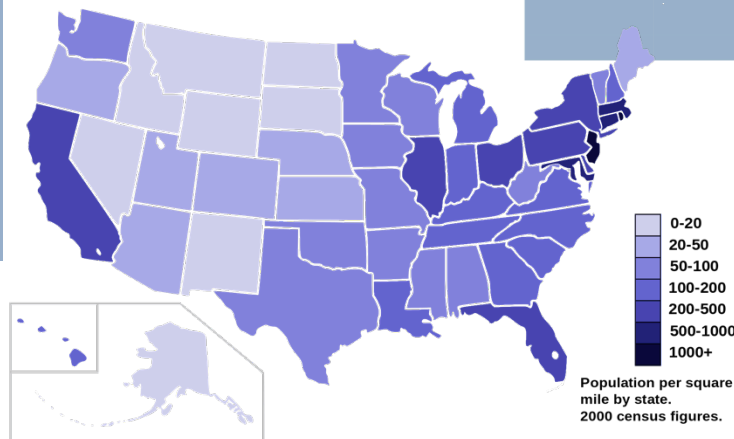 0-20
20-50
50-100
100-200
200-500
500-1000
1000+
Population per square
mile by state.
2000 census figures.